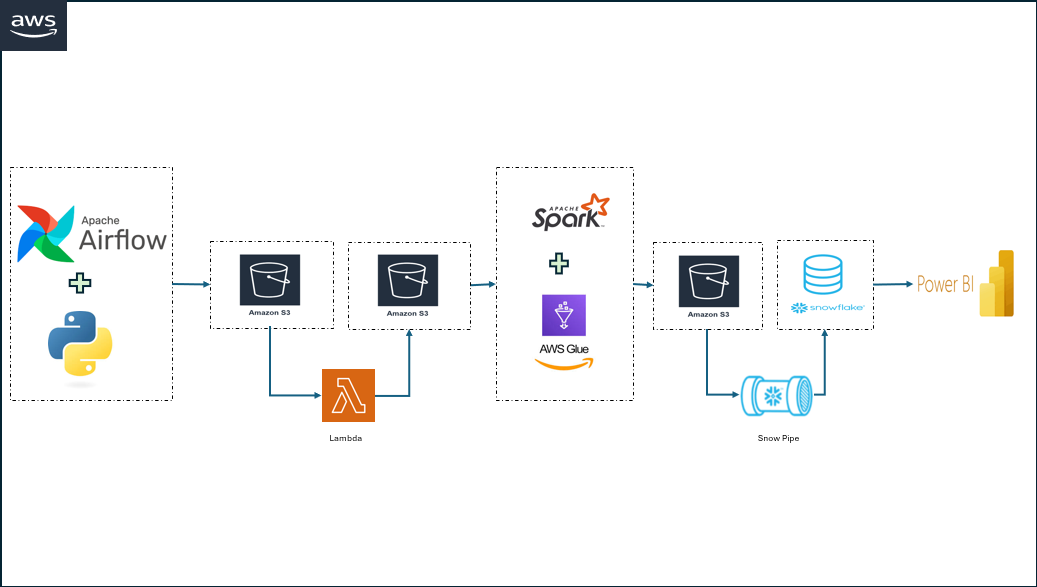 aws
Apache
Airflow
Amazon S3
Amazon S3
Lambda
APACHE
Spark
AWS Glue
Amazon S3
snowflake
Snow Pipe
Power BI